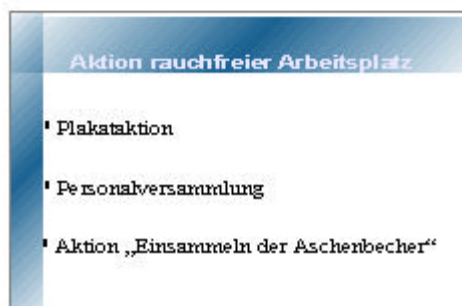 Aktion rauchfreier Arbeitsplatz
Plakataktion
Personalversammlung
Aktion „Einsammeln der Aschenbecher“